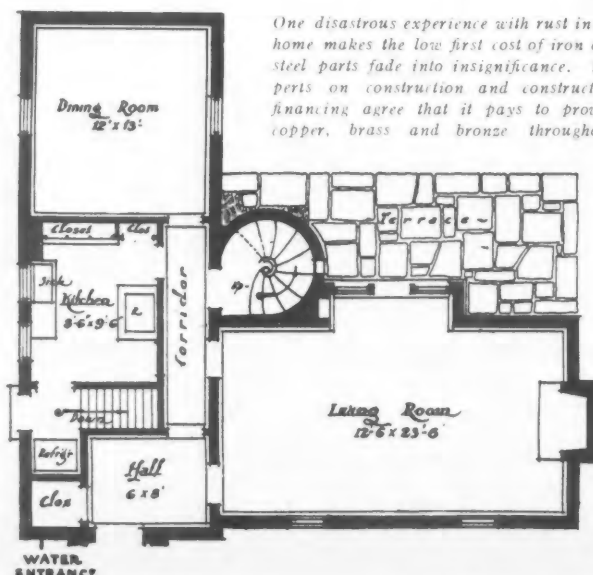 One disastrous experience with rust in
home makes the low first cost of iron
steel parts fade into insignificance.
perts on construction and construct
financing agree that it pays to prov
copper, brass and bronze througho
Dining Room
12' x 13'
Terrace
Closet
Clos
Up
Sink
Kitchen
8'-6" x 9'-6"
R
Corridor
Living Room
12'-6 x 23'-6
Down
Refrigt
Hall
6 x 8'
Clos
WATER
ENTRANCE